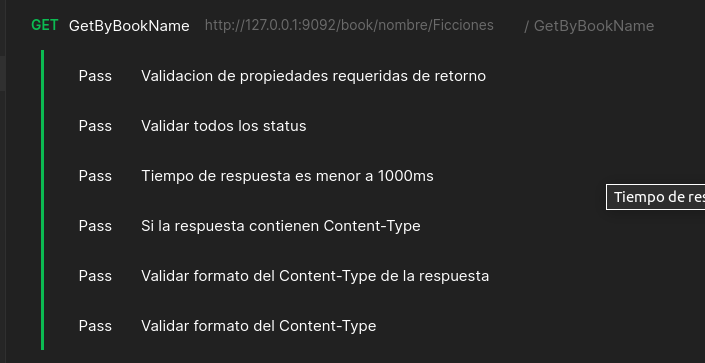 GET GetByBookName http://127.0.0.1:9092/book/nombre/Ficciones / GetByBookName
Pass Validacion de propiedades requeridas de retorno
Pass Validar todos los status
Pass Tiempo de respuesta es menor a 1000ms
Tiempo de res
Pass Si la respuesta contienen Content-Type
Pass Validar formato del Content-Type de la respuesta
Pass Validar formato del Content-Type